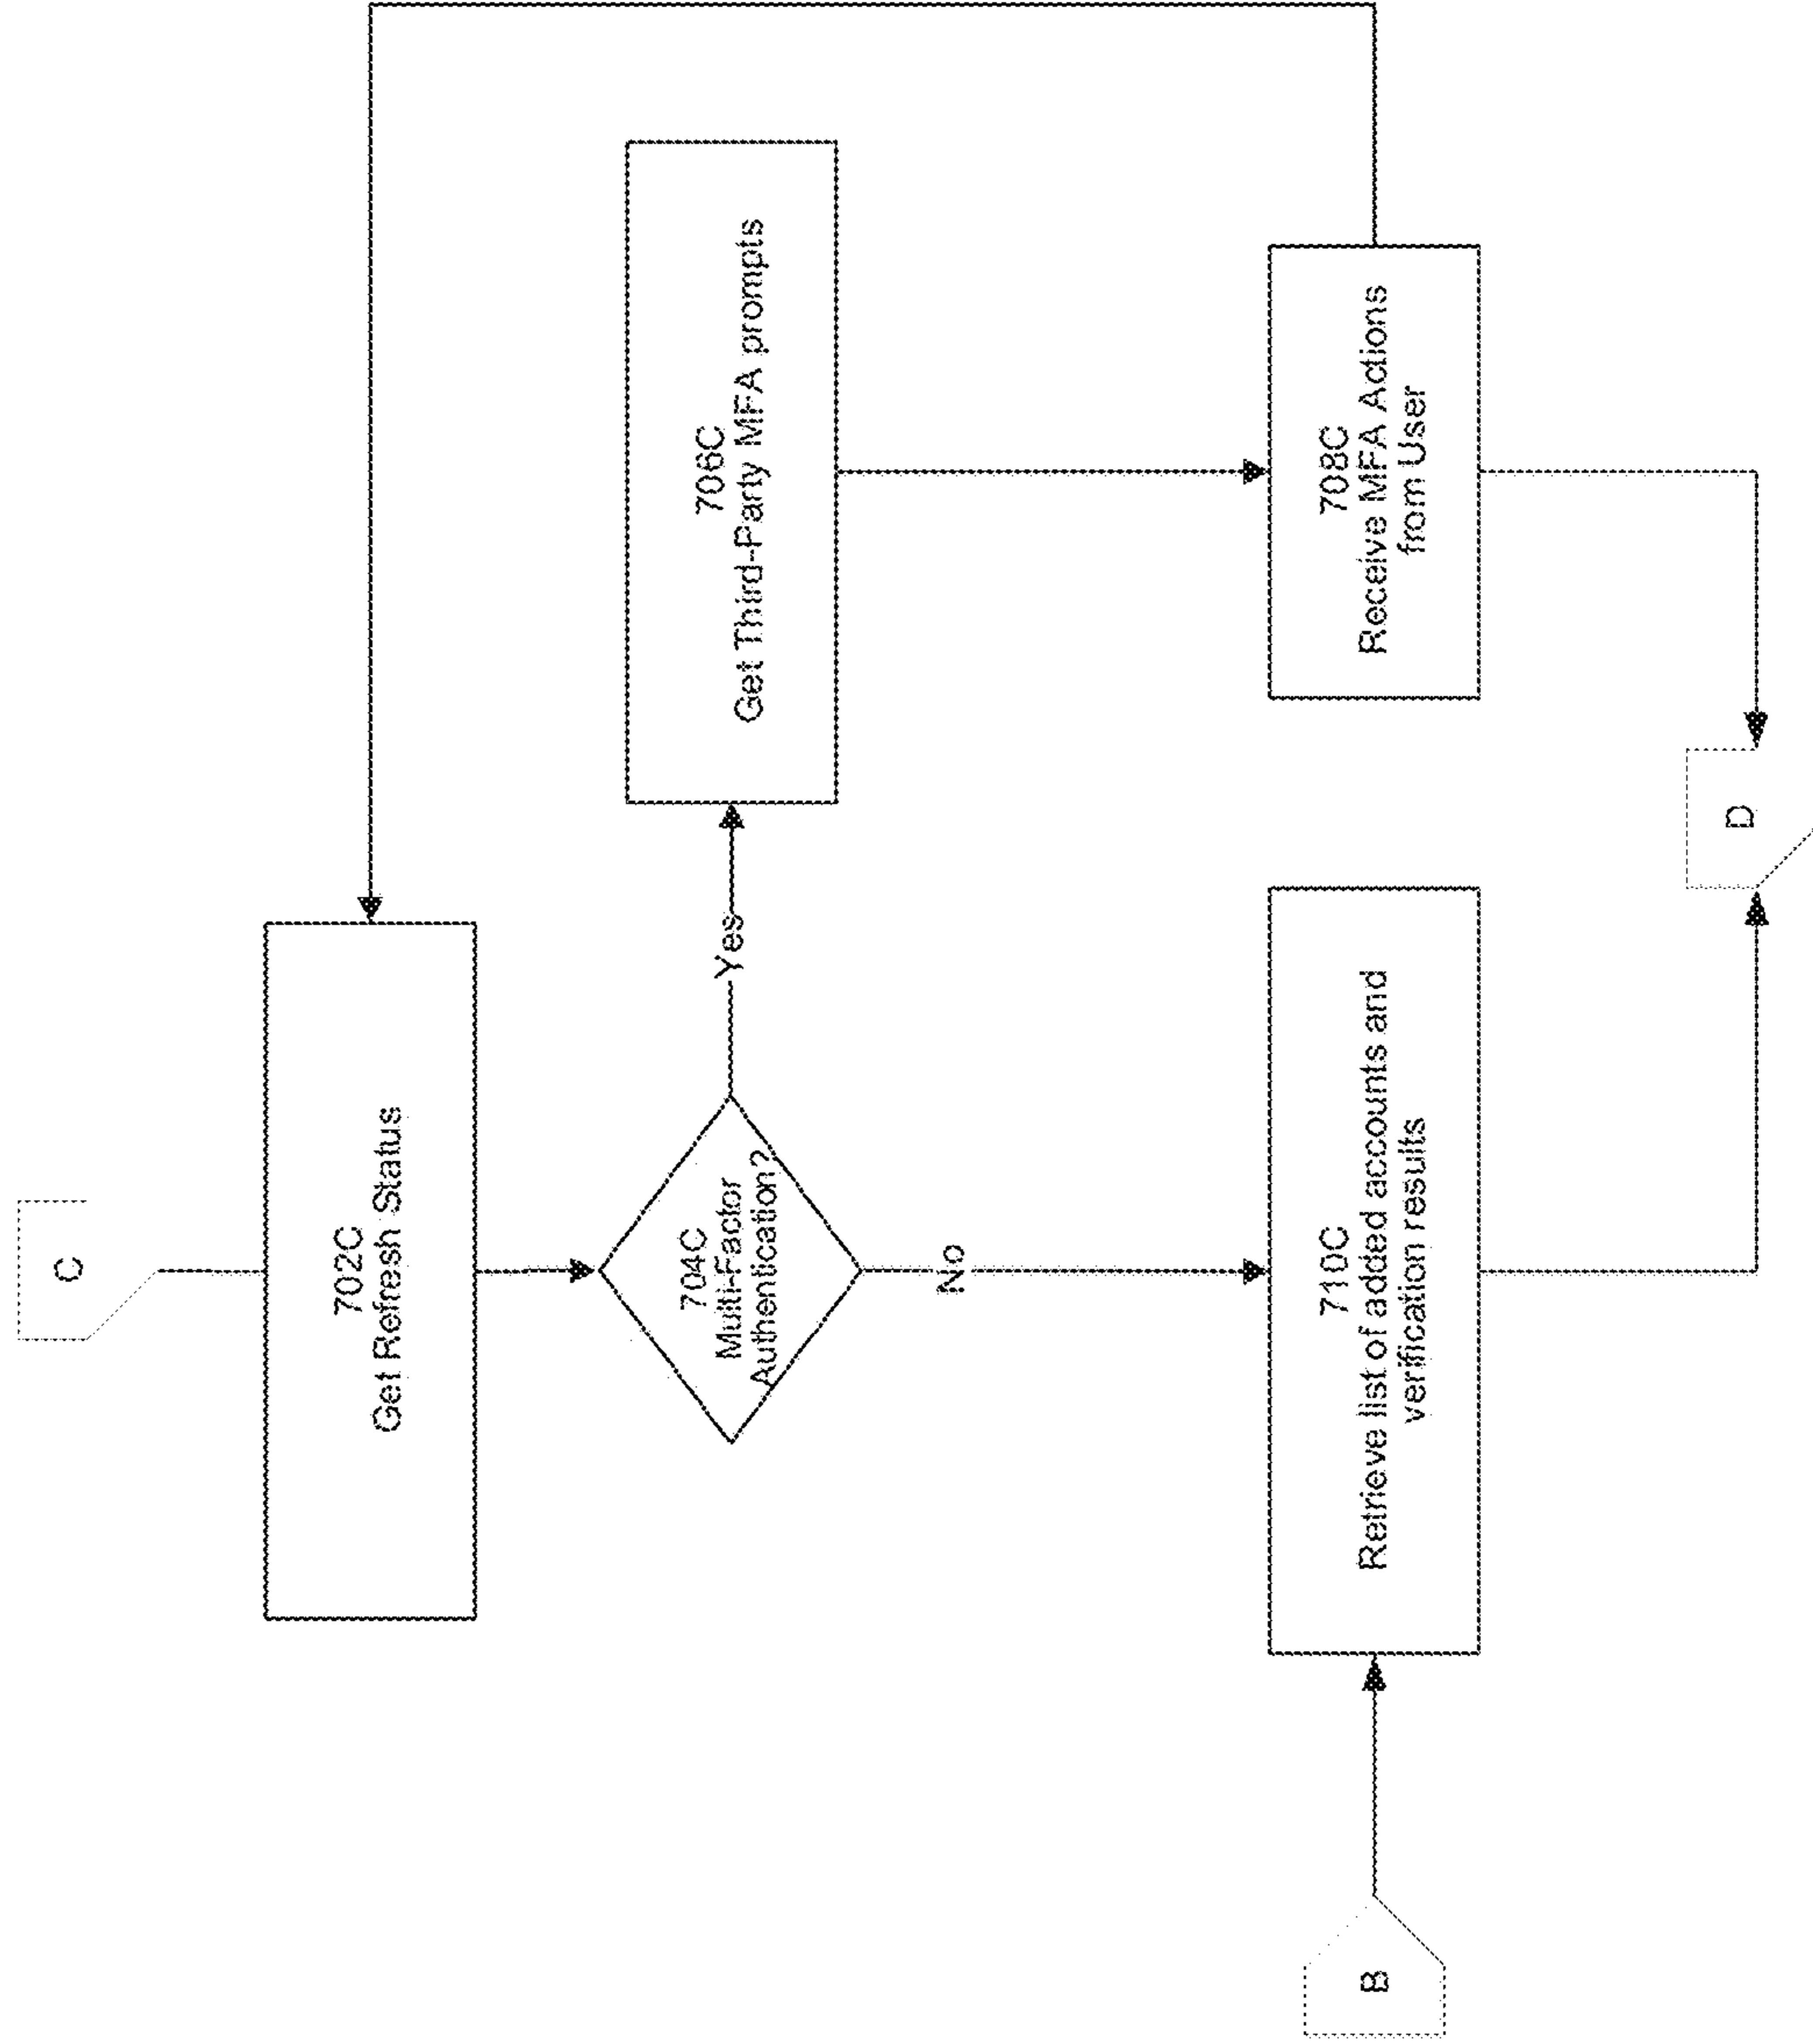 C
702C
Get Refresh Status
704C
Multi-Factor
Authentication?
Yes
706C
Get Third-Party MFA prompts
No
708C
Receive MFA Actions
from User
710C
Retrieve list of added accounts and
verification results
B
D